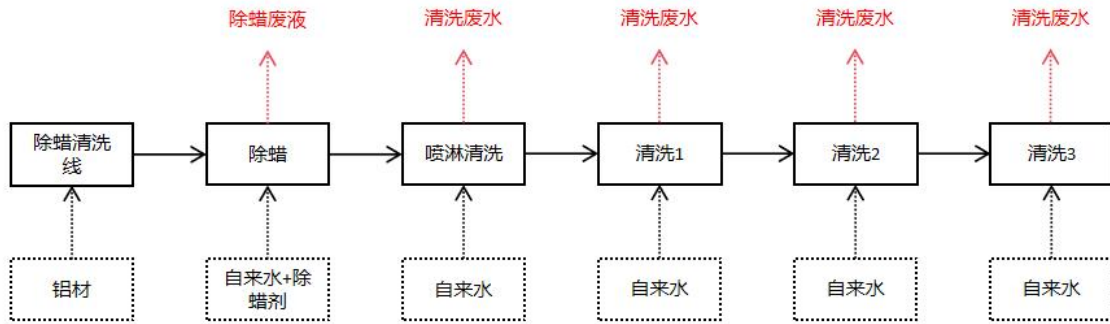 除蜡废液
清洗废水
清洗废水
清洗废水
清洗废水
除蜡清洗
线
除蜡
喷淋清洗
清洗1
清洗2
清洗3
铝材
自来水+除
蜡剂
自来水
自来水
自来水
自来水